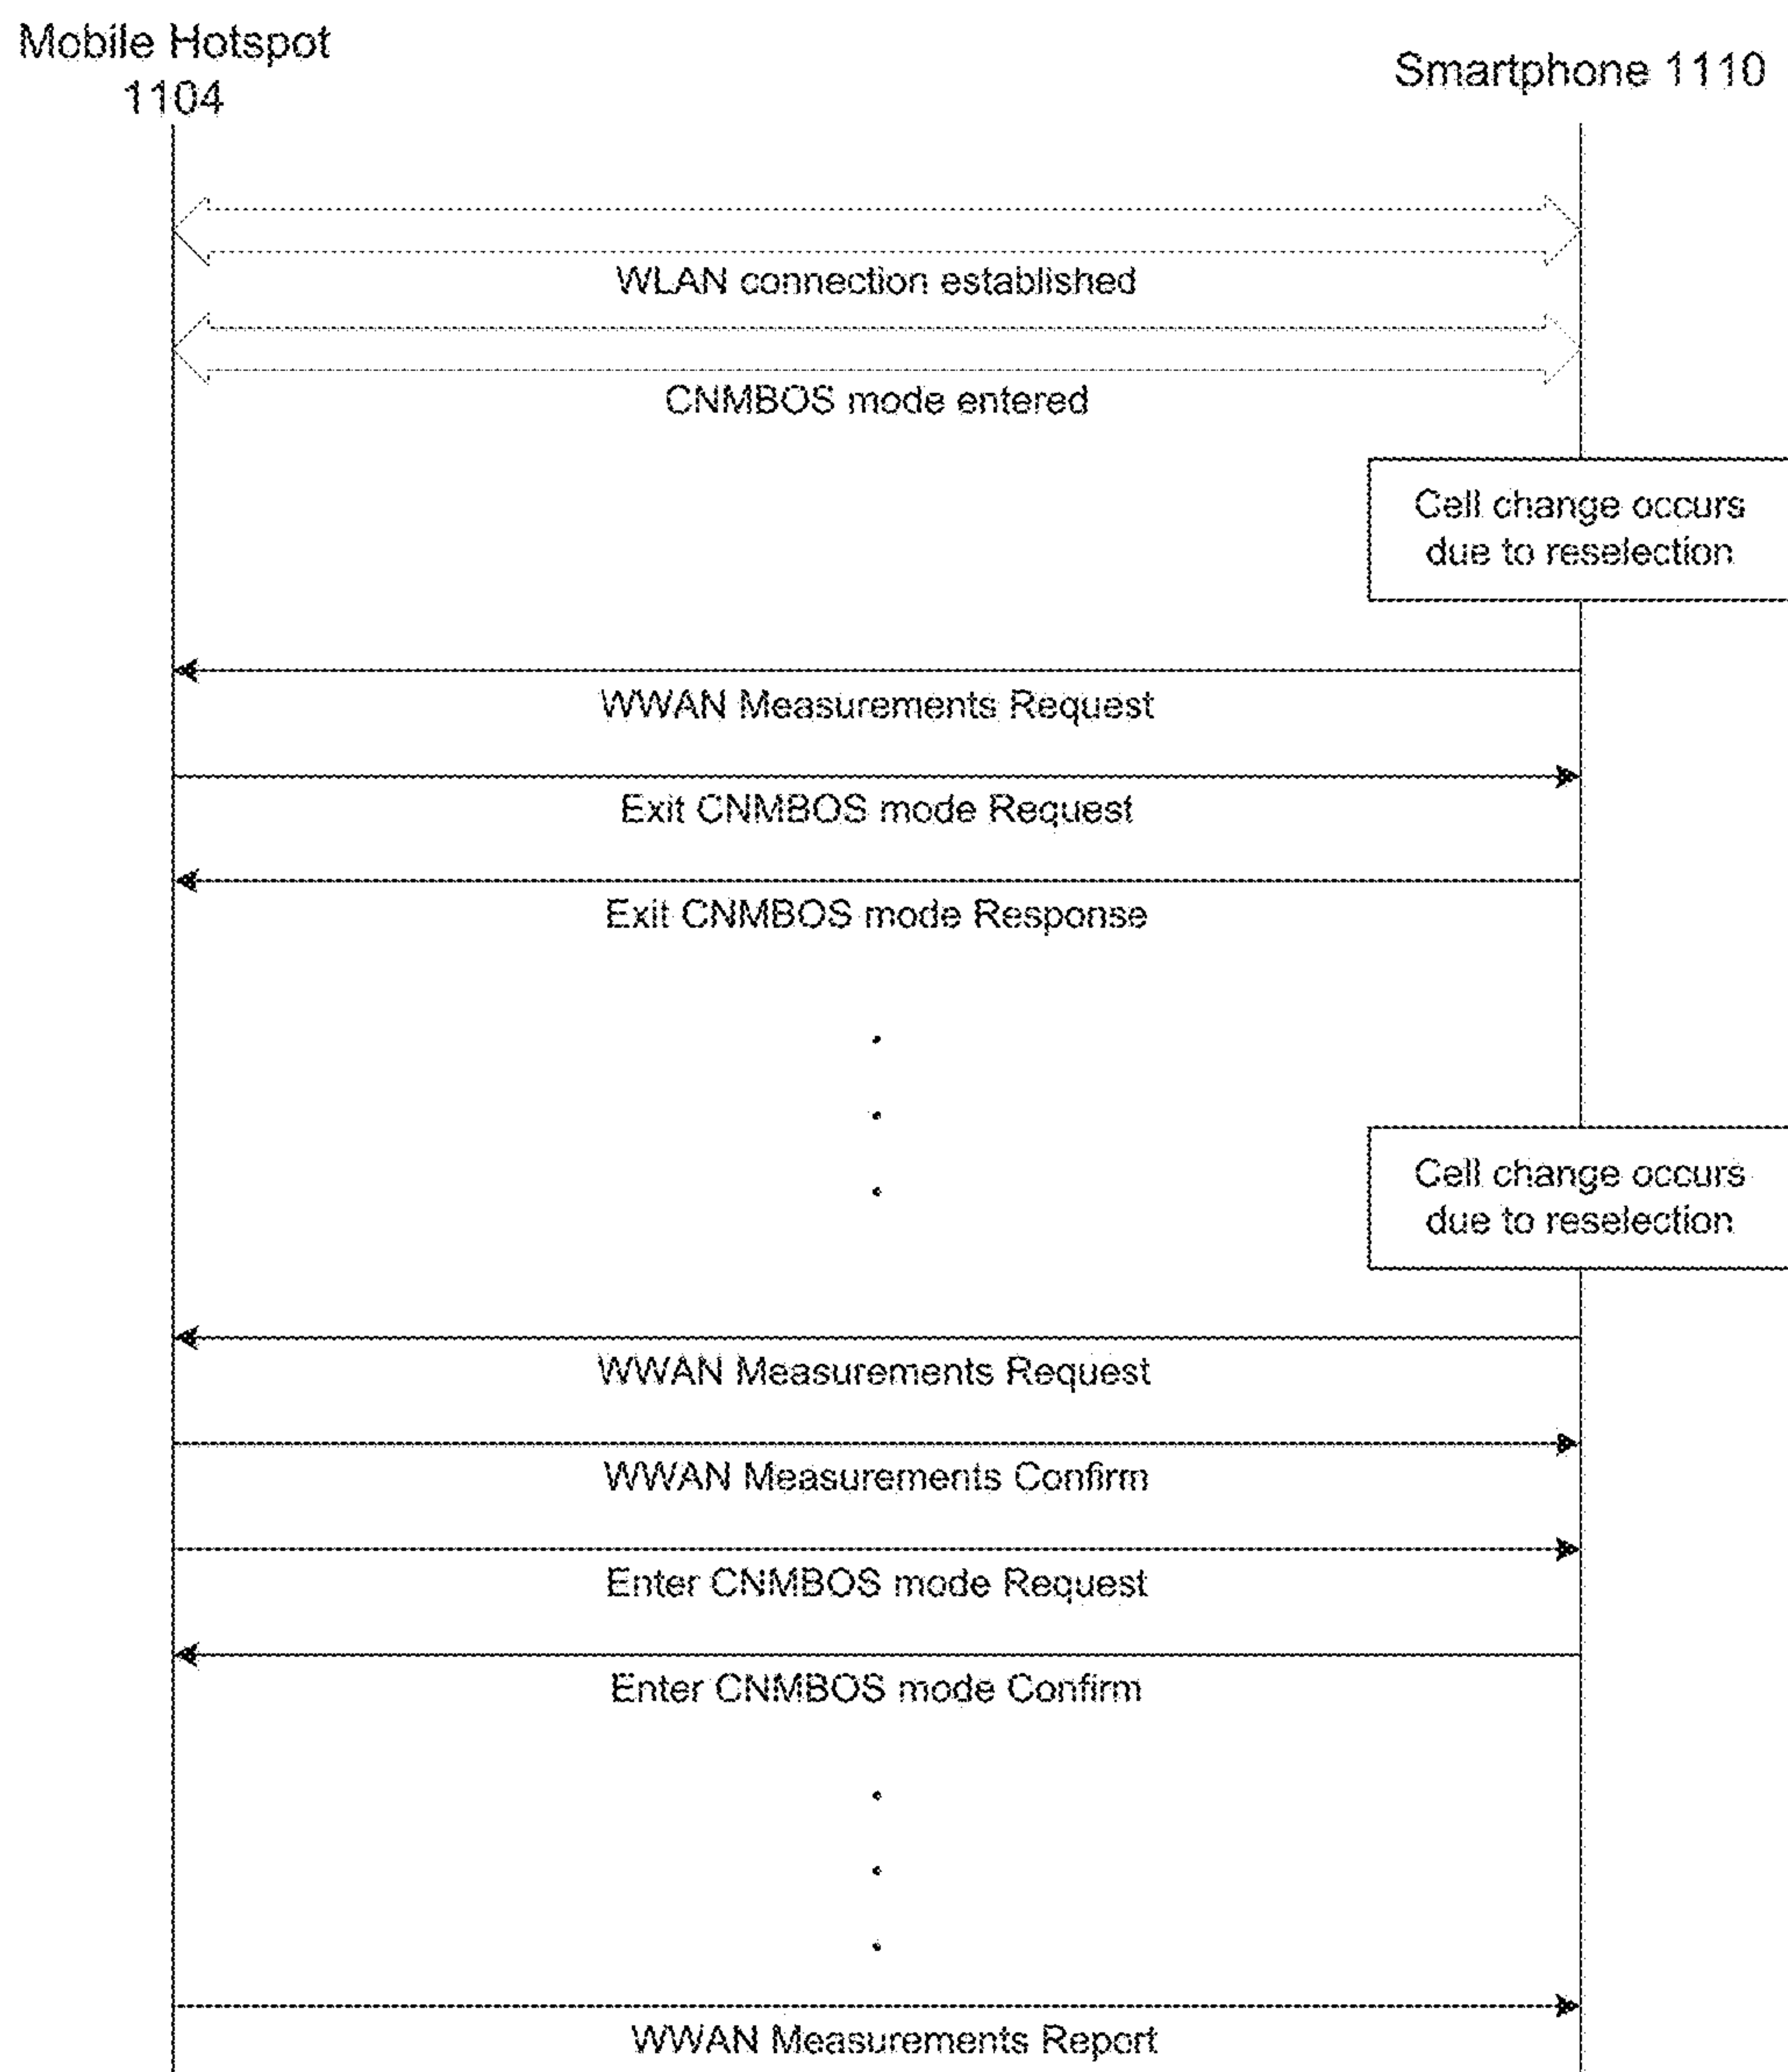 Mobile Hotspot
1104
Smartphone 1110
WLAN connection established
CNMBOS mode entered
Cell change occurs
due to reselection
WWAN Measurements Request
Exit CNMBOS mode Request
Exit CNMBOS mode Response
Cell change occurs
due to reselection
WWAN Measurements Request
WWAN Measurements Confirm
Enter CNMBOS mode Request
Enter CNMBOS mode Confirm
WWAN Measurements Report